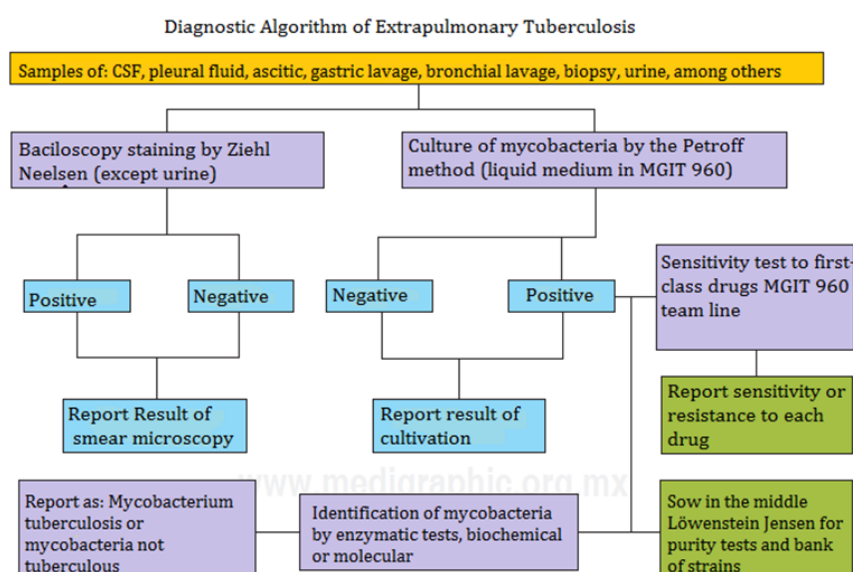 Diagnostic Algorithm of Extrapulmonary Tuberculosis
Samples of: CSF, pleural fluid, ascitic, gastric lavage, bronchial lavage, biopsy, urine, among others
Baciloscopy staining by Ziehl
Neelsen (except urine)
Culture of mycobacteria by the Petroff
method (liquid medium in MGIT 960)
Positive
Negative
Negative
Positive
Sensitivity test to first-
class drugs MGIT 960
team line
Report Result of
smear microscopy
Report result of
cultivation
Report sensitivity or
resistance to each
drug
www.medigraphic.org.mx
Report as: Mycobacterium
tuberculosis or
mycobacteria not
tuberculous
Identification of mycobacteria
by enzymatic tests, biochemical
or molecular
Sow in the middle
Löwenstein Jensen for
purity tests and bank
of strains